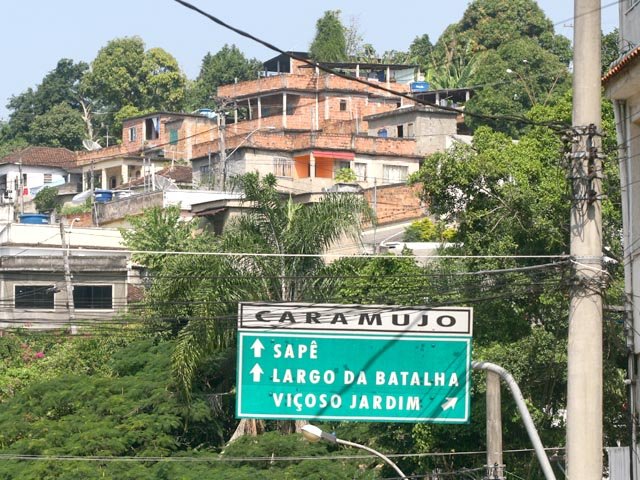 CARAMUJO
SAPÊ
LARGO DA BATALHA
VIÇOSO JARDIM